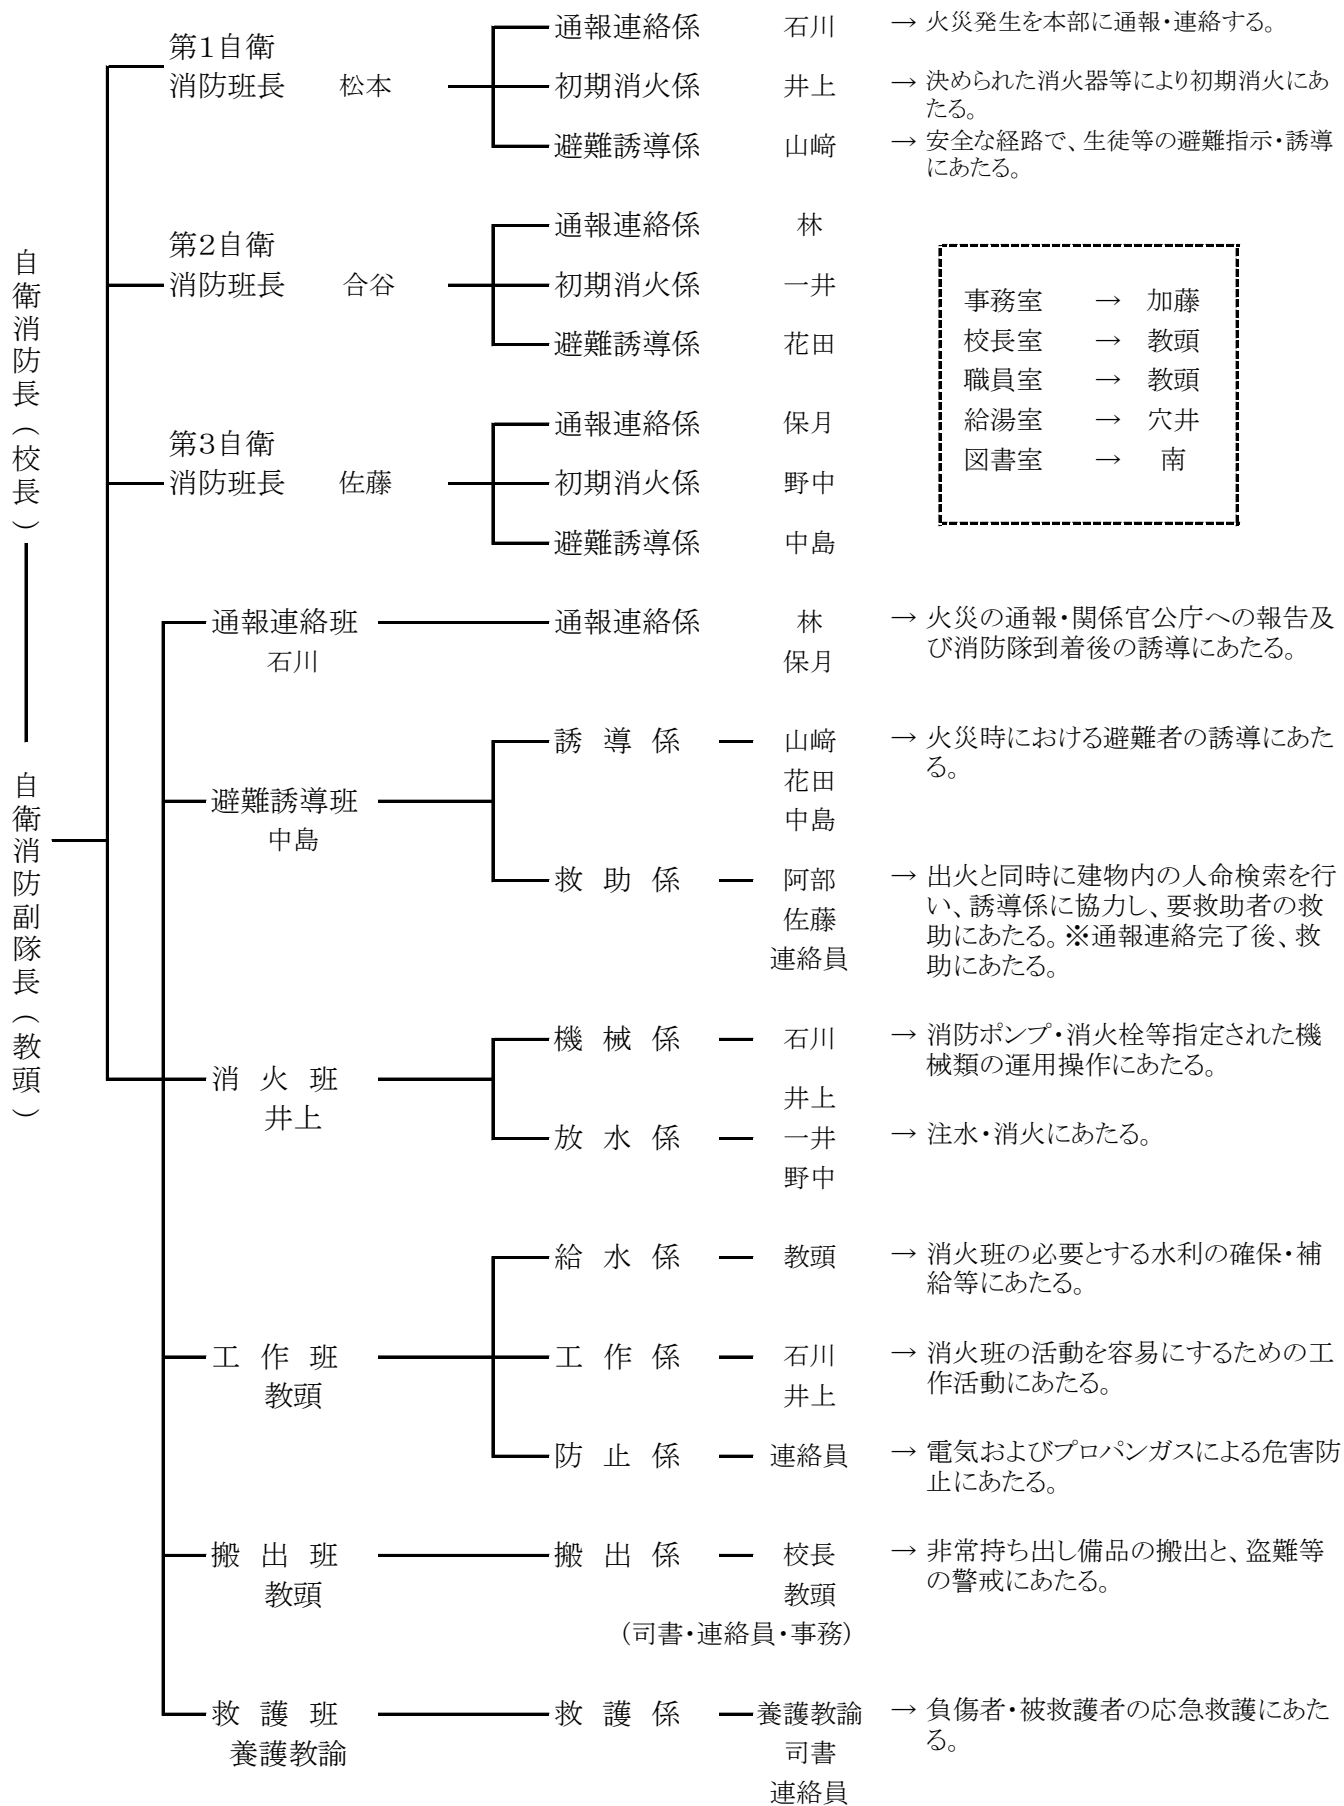 自衛消防長（校長）
自衛消防副隊長（教頭）
第1自衛
消防班長 松本
通報連絡係 石川 → 火災発生を本部に通報・連絡する。
初期消火係 井上 → 決められた消火器等により初期消火にあ
たる。
避難誘導係 山﨑 → 安全な経路で、生徒等の避難指示・誘導
にあたる。
第2自衛
消防班長 合谷
通報連絡係 林
初期消火係 一井
避難誘導係 花田
事務室 → 加藤
校長室 → 教頭
職員室 → 教頭
給湯室 → 穴井
図書室 → 南
第3自衛
消防班長 佐藤
通報連絡係 保月
初期消火係 野中
避難誘導係 中島
通報連絡班
石川
通報連絡係 林 → 火災の通報・関係官公庁への報告及
保月 び消防隊到着後の誘導にあたる。
避難誘導班
中島
誘導係 山﨑 → 火災時における避難者の誘導にあた
る。
花田
中島
救助係 阿部 → 出火と同時に建物内の人命検索を行
佐藤 い、誘導係に協力し、要救助者の救
連絡員 助にあたる。※通報連絡完了後、救
助にあたる。
消火班
井上
機械係 石川 → 消防ポンプ・消火栓等指定された機
械類の運用操作にあたる。
井上
放水係 一井 → 注水・消火にあたる。
野中
工作班
教頭
給水係 教頭 → 消火班の必要とする水利の確保・補
給等にあたる。
工作係 石川 → 消火班の活動を容易にするための工
井上 作活動にあたる。
防止係 連絡員 → 電気およびプロパンガスによる危害防
止にあたる。
搬出班
教頭
搬出係 校長 → 非常持ち出し備品の搬出と、盗難等
教頭 の警戒にあたる。
（司書・連絡員・事務）
救護班
養護教諭
救護係 養護教諭 → 負傷者・被救護者の応急救護にあた
司書 る。
連絡員